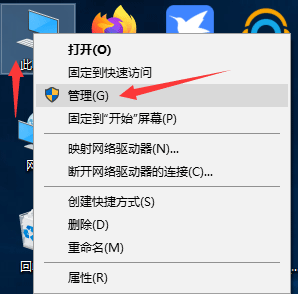 此
打开(O)
固定到快速访问
管理(G)
固定到"开始"屏幕(P)
网
映射网络驱动器(N)...
断开网络驱动器的连接(C)...
创建快捷方式(S)
删除(D)
重命名(M)
回
属性(R)